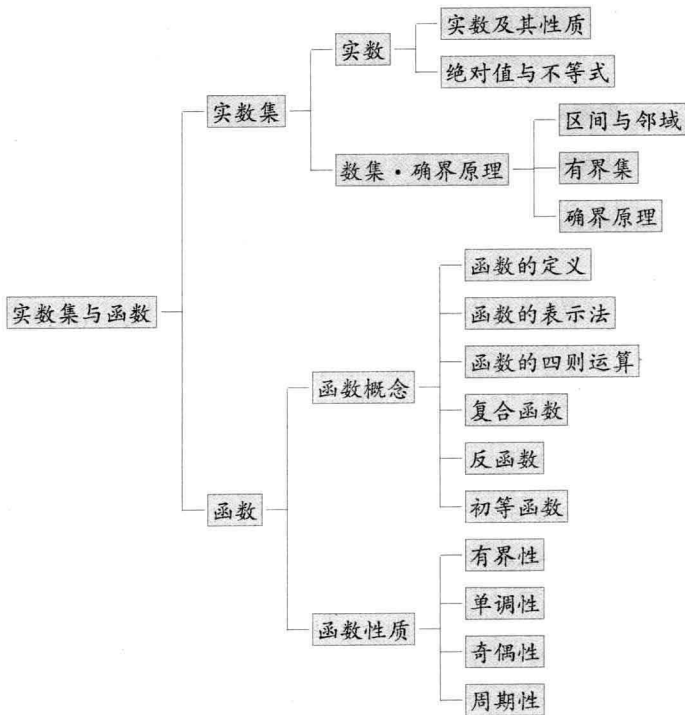 实数及其性质
实数
绝对值与不等式
实数集
区间与邻域
数集·确界原理
有界集
确界原理
函数的定义
实数集与函数
函数的表示法
函数的四则运算
函数概念
复合函数
反函数
函数
初等函数
有界性
单调性
函数性质
奇偶性
周期性